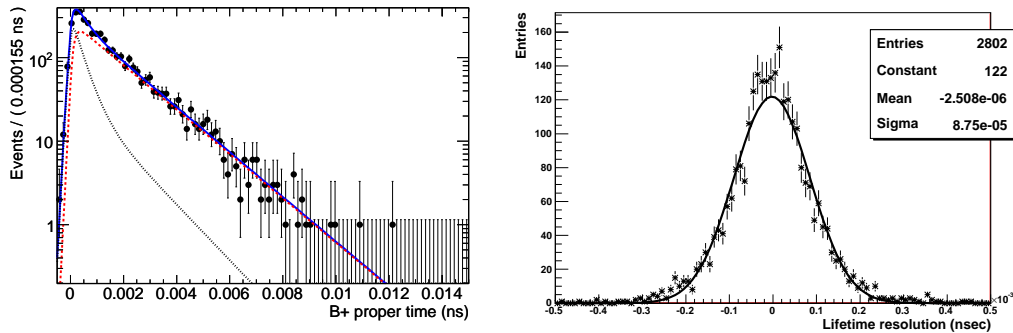 Events / ( 0.000155 ns )
10²
10
1
0 0.002 0.004 0.006 0.008 0.01 0.012 0.014
B+ proper time (ns)
Entries
160
140
120
100
80
60
40
20
0
Entries 2802
Constant 122
Mean -2.508e-06
Sigma 8.75e-05
-0.5 -0.4 -0.3 -0.2 -0.1 0 0.1 0.2 0.3 0.4 0.5
×10⁻³
Lifetime resolution (nsec)